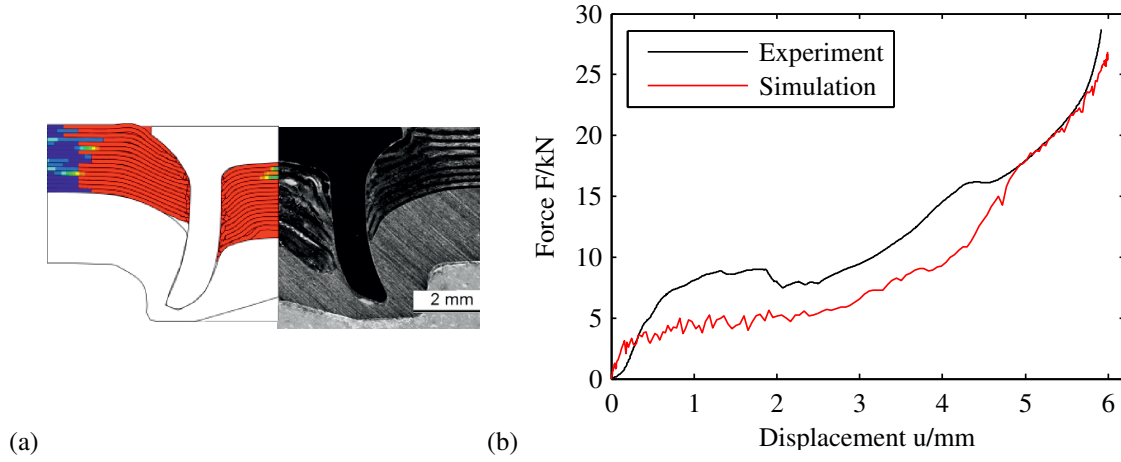 2 mm
(a)
30
25
20
15
10
5
0
Force F/kN
Experiment
Simulation
0 1 2 3 4 5 6
Displacement u/mm
(b)